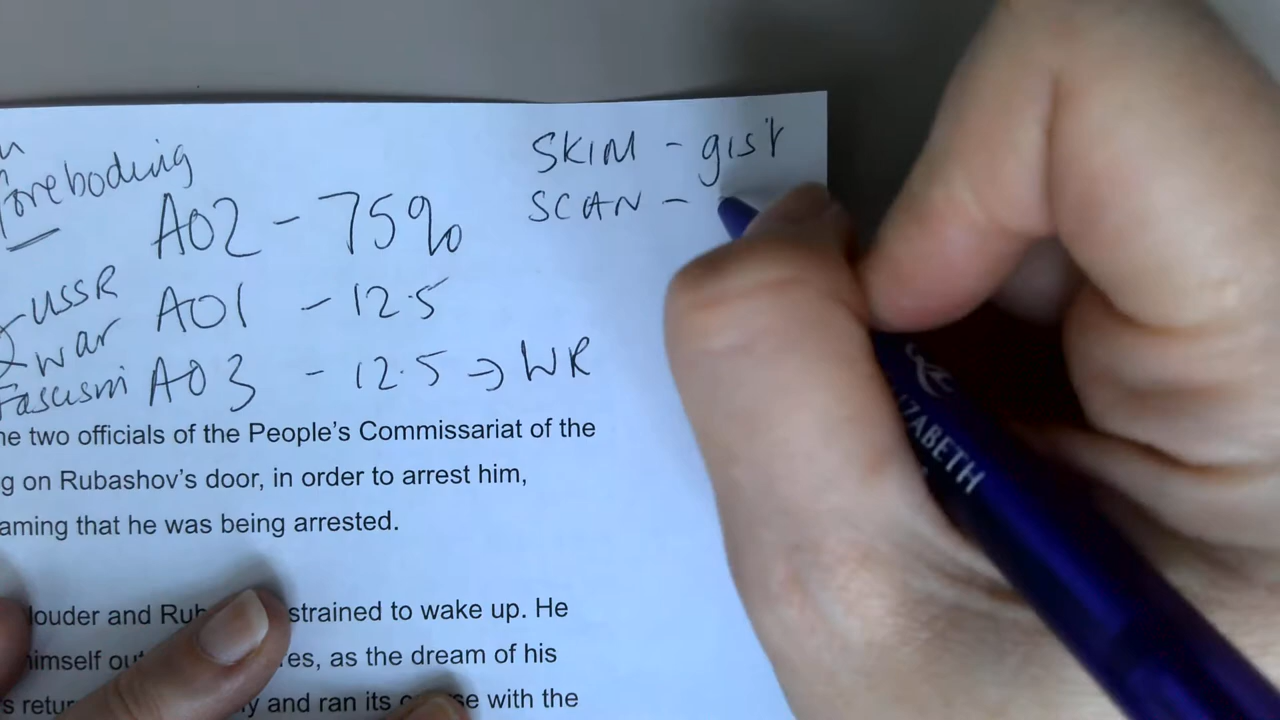 foreboding
SKIM - gist
SCAN -
AO2 - 75%
USSR
AO1 - 12.5
war
Fascism
AO3 - 12.5 → WR
he two officials of the People's Commissariat of the
g on Rubashov's door, in order to arrest him,
aming that he was being arrested.
louder and Rub strained to wake up. He
himself ou res, as the dream of his
s retur y and ran its c se with the
IZABETH